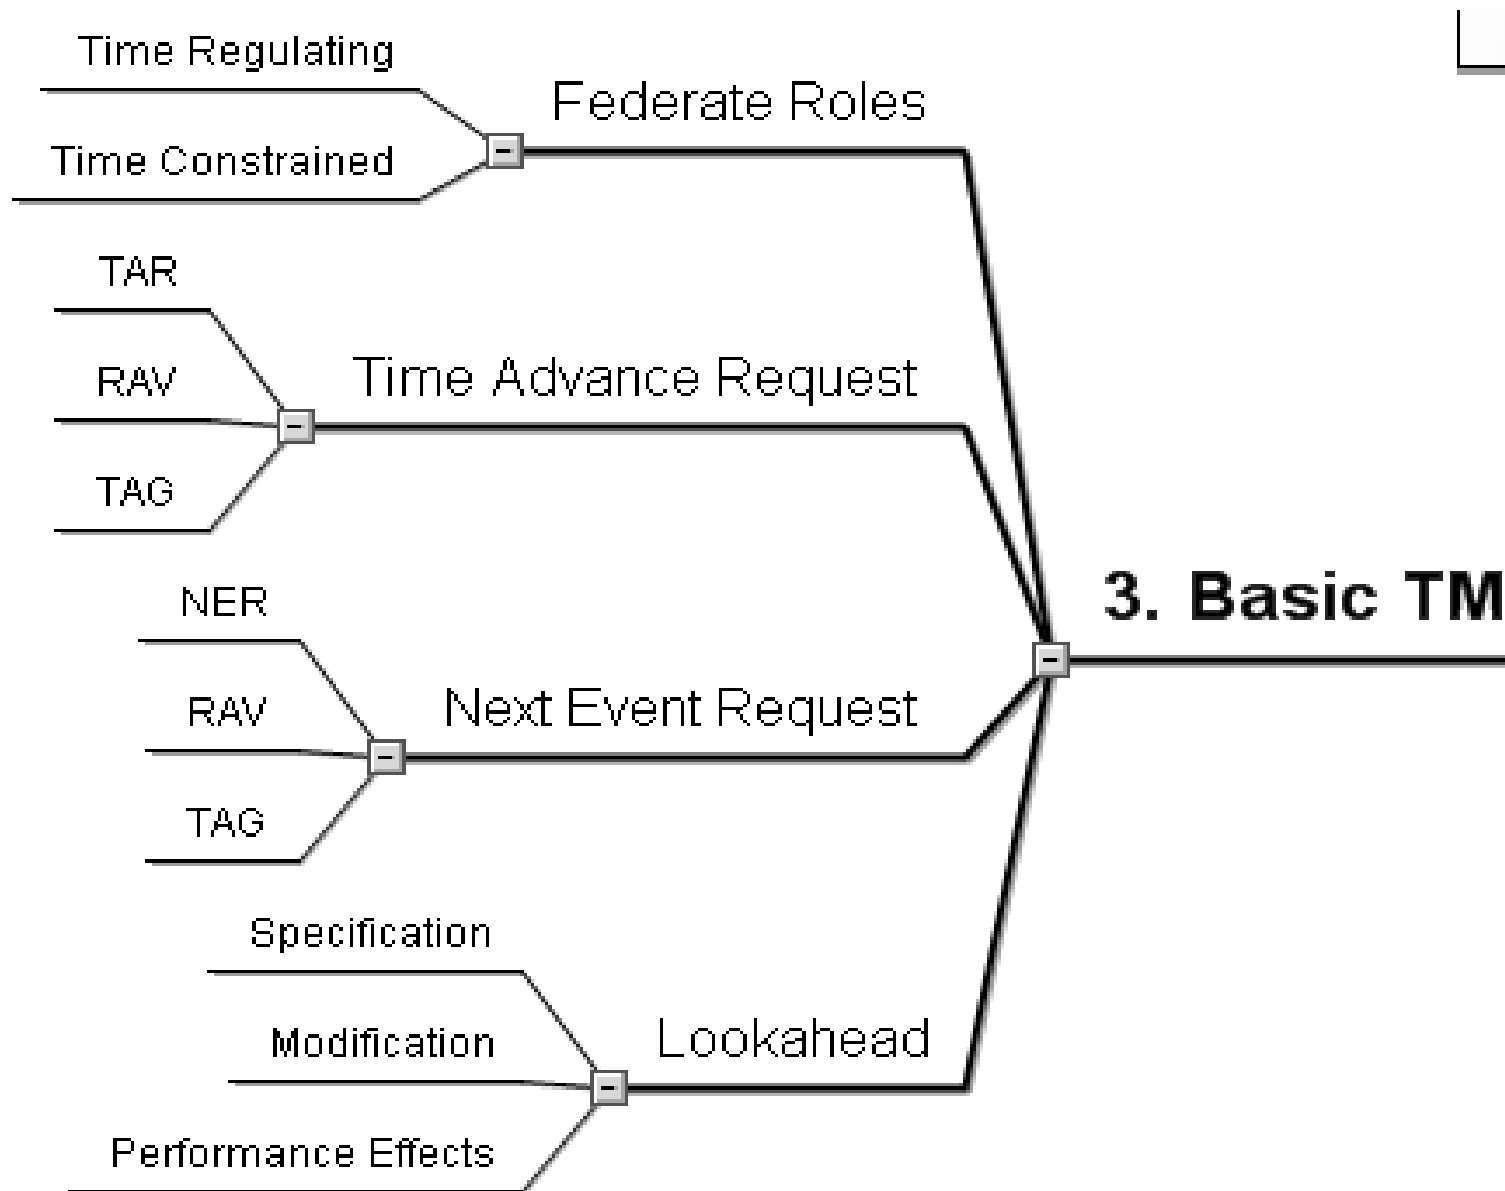 Time Regulating
Time Constrained
Federate Roles
TAR
RAV
TAG
Time Advance Request
NER
RAV
TAG
Next Event Request
Specification
Modification
Performance Effects
Lookahead
3. Basic TM